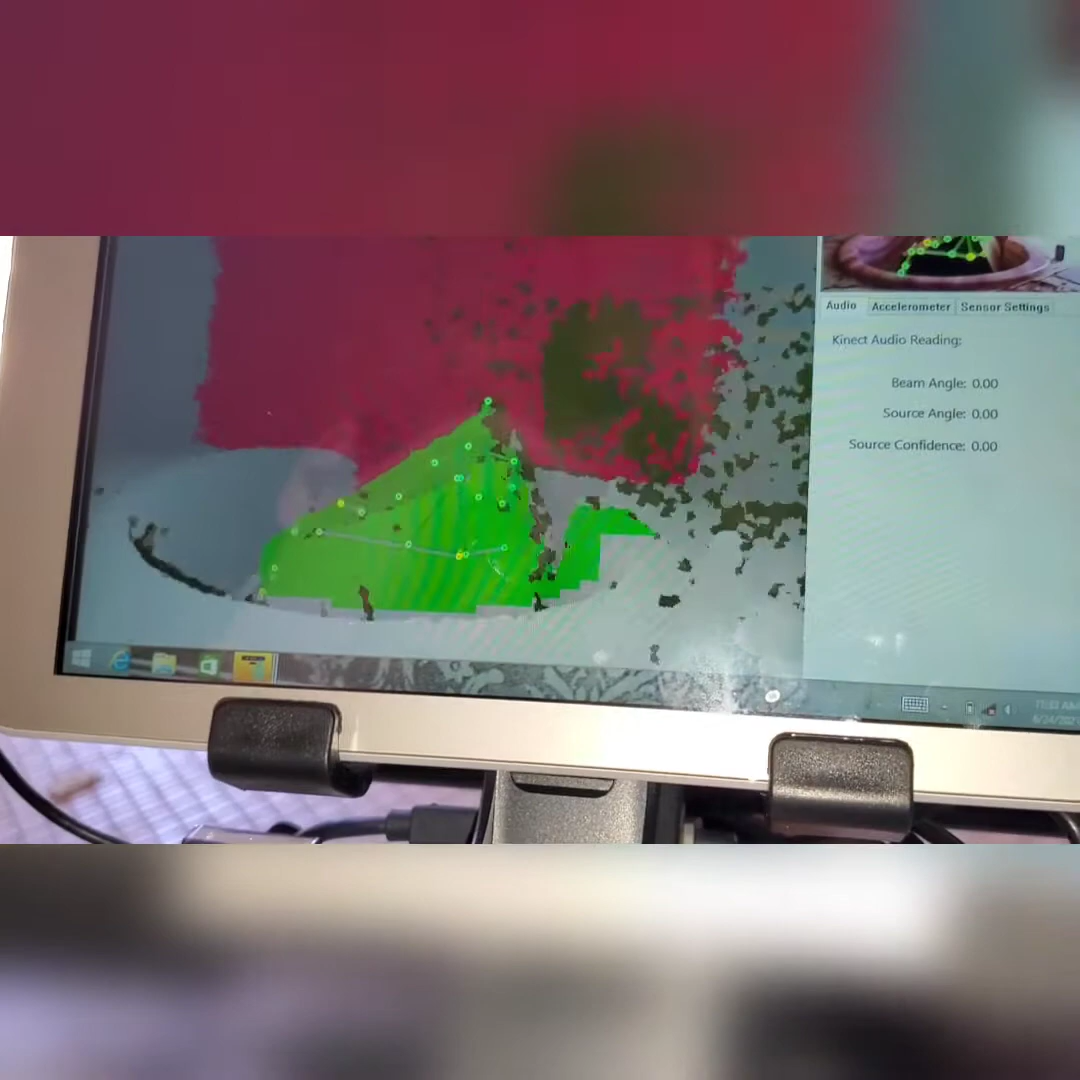 Audio Accelerometer Sensor Settings
Kinect Audio Reading:
Beam Angle: 0.00
Source Angle: 0.00
Source Confidence: 0.00